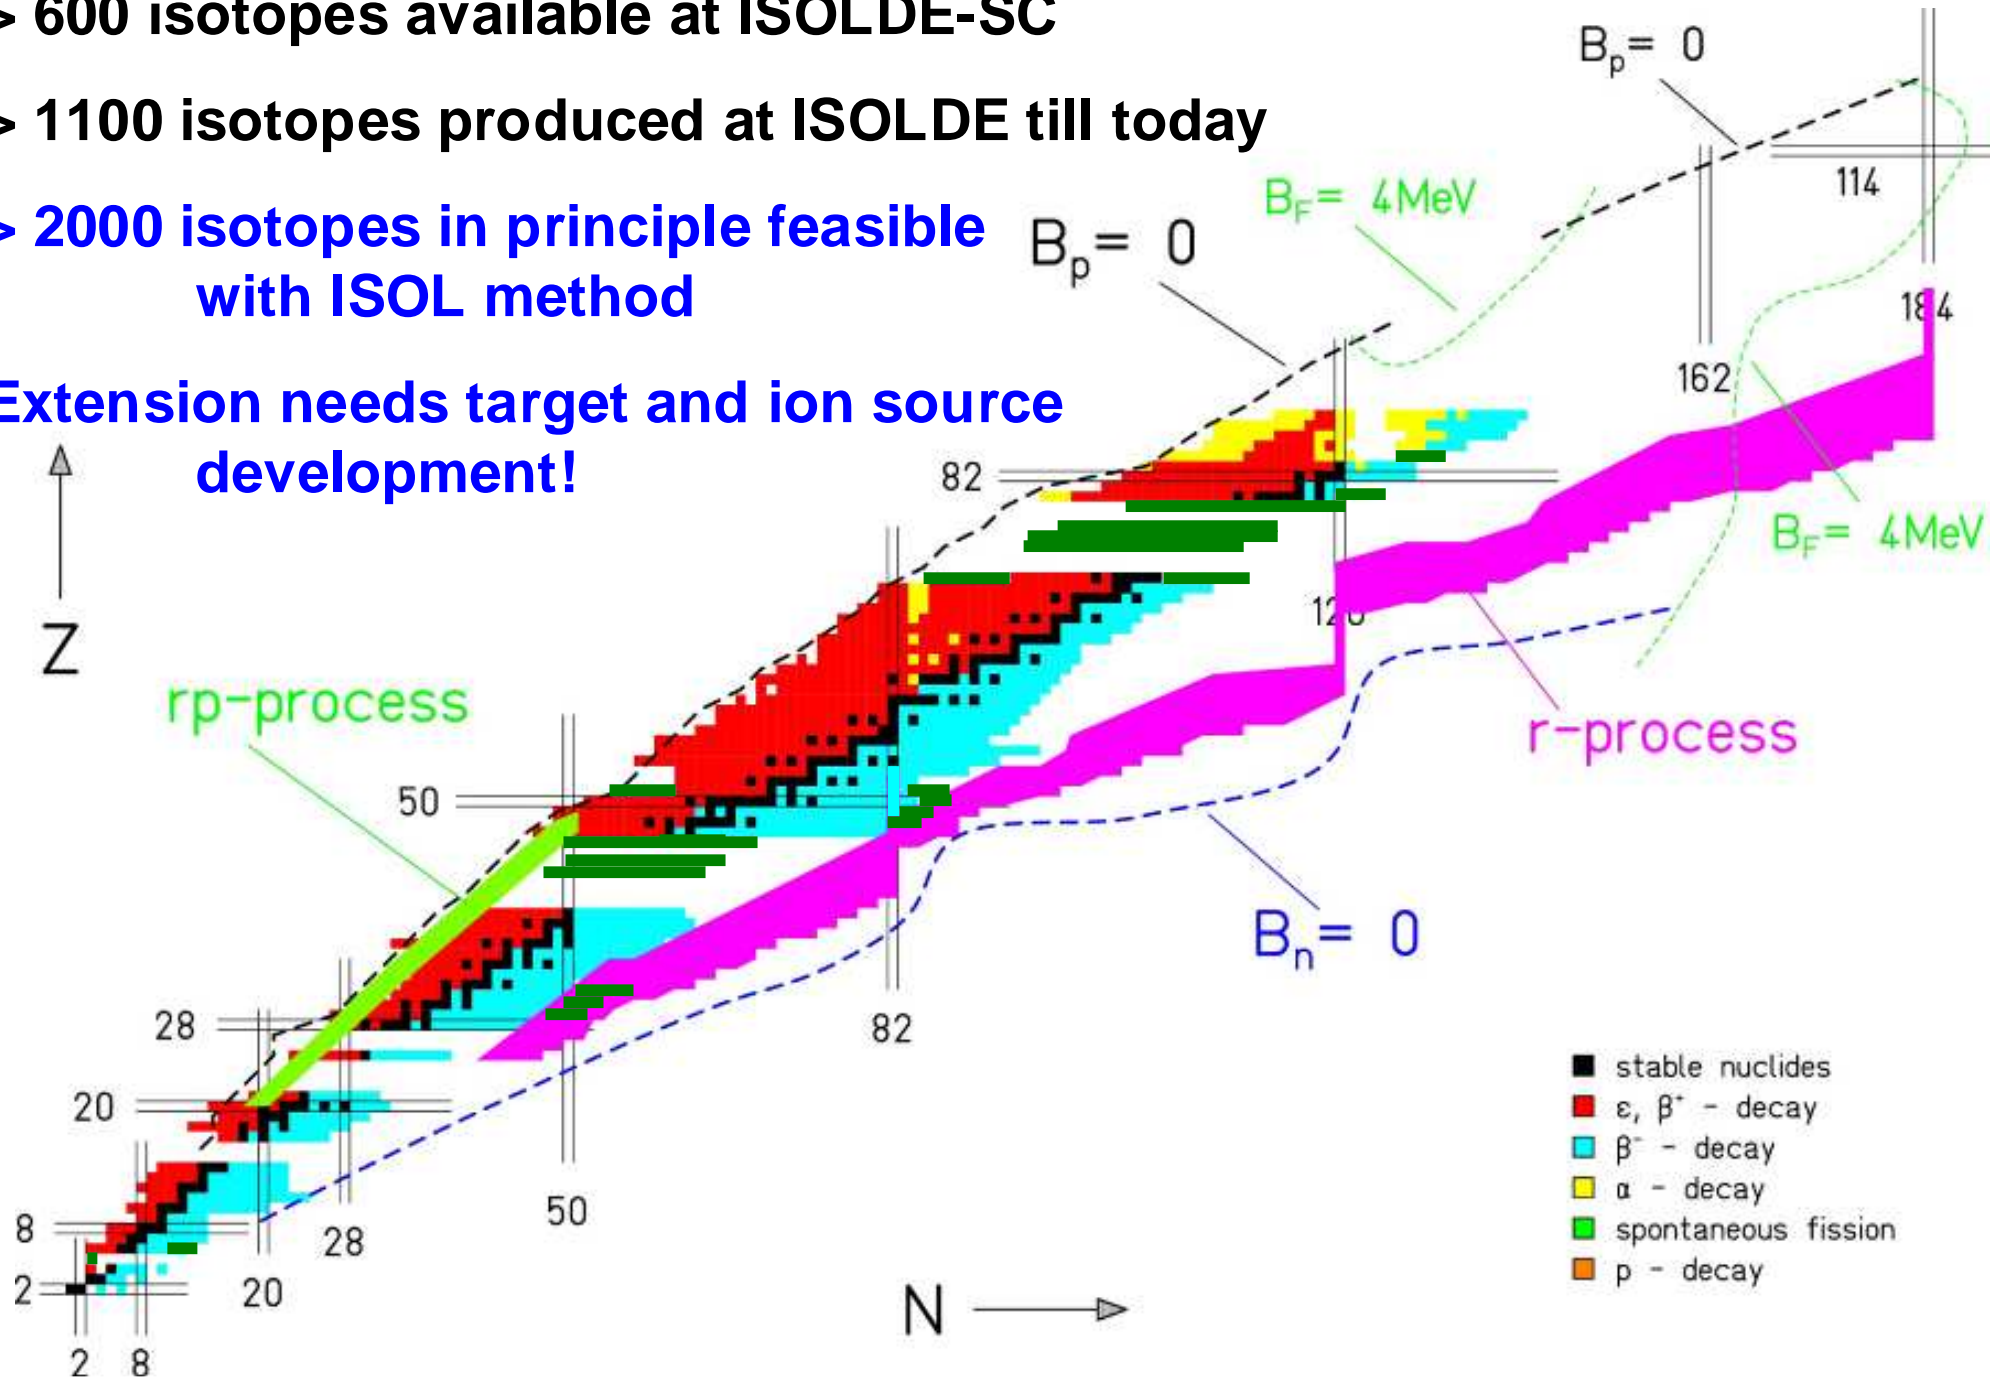 > 600 isotopes available at ISOLDE-SC
> 1100 isotopes produced at ISOLDE till today
> 2000 isotopes in principle feasible
with ISOL method
Extension needs target and ion source
development!
Bp= 0
BF= 4MeV
Bp= 0
114
184
162
82
BF= 4MeV
Z
120
rp-process
r-process
50
Bn= 0
28
82
20
50
8
28
2
20
N
2
8
stable nuclides
ε, β⁺ - decay
β⁻ - decay
α - decay
spontaneous fission
p - decay